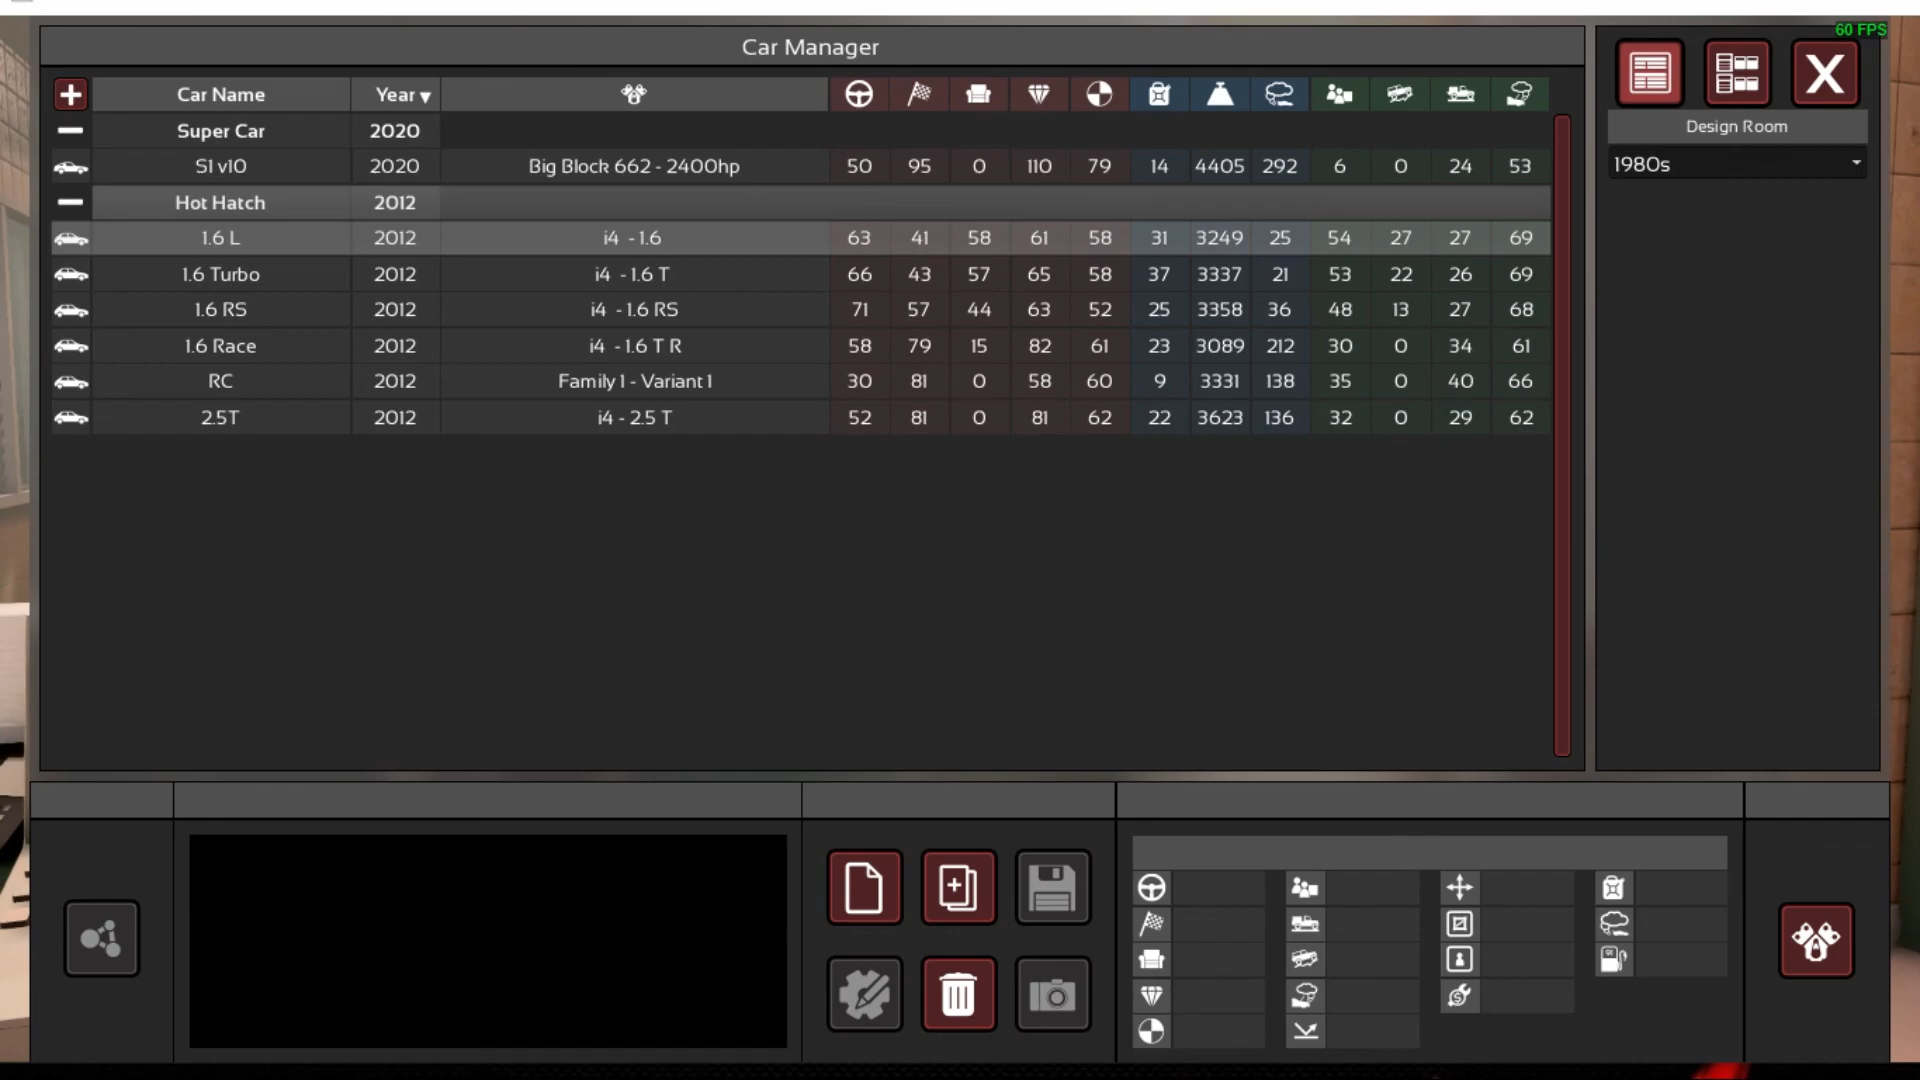 60 FPS
Car Manager
Car Name Year ▼
Design Room
Super Car 2020
1980s
S1 v10 2020 Big Block 662 - 2400hp 50 95 0 110 79 14 4405 292 6 0 24 53
Hot Hatch 2012
1.6 L 2012 i4 - 1.6 63 41 58 61 58 31 3249 25 54 27 27 69
1.6 Turbo 2012 i4 - 1.6 T 66 43 57 65 58 37 3337 21 53 22 26 69
1.6 RS 2012 i4 - 1.6 RS 71 57 44 63 52 25 3358 36 48 13 27 68
1.6 Race 2012 i4 - 1.6 T R 58 79 15 82 61 23 3089 212 30 0 34 61
RC 2012 Family 1 - Variant 1 30 81 0 58 60 9 3331 138 35 0 40 66
2.5T 2012 i4 - 2.5 T 52 81 0 81 62 22 3623 136 32 0 29 62